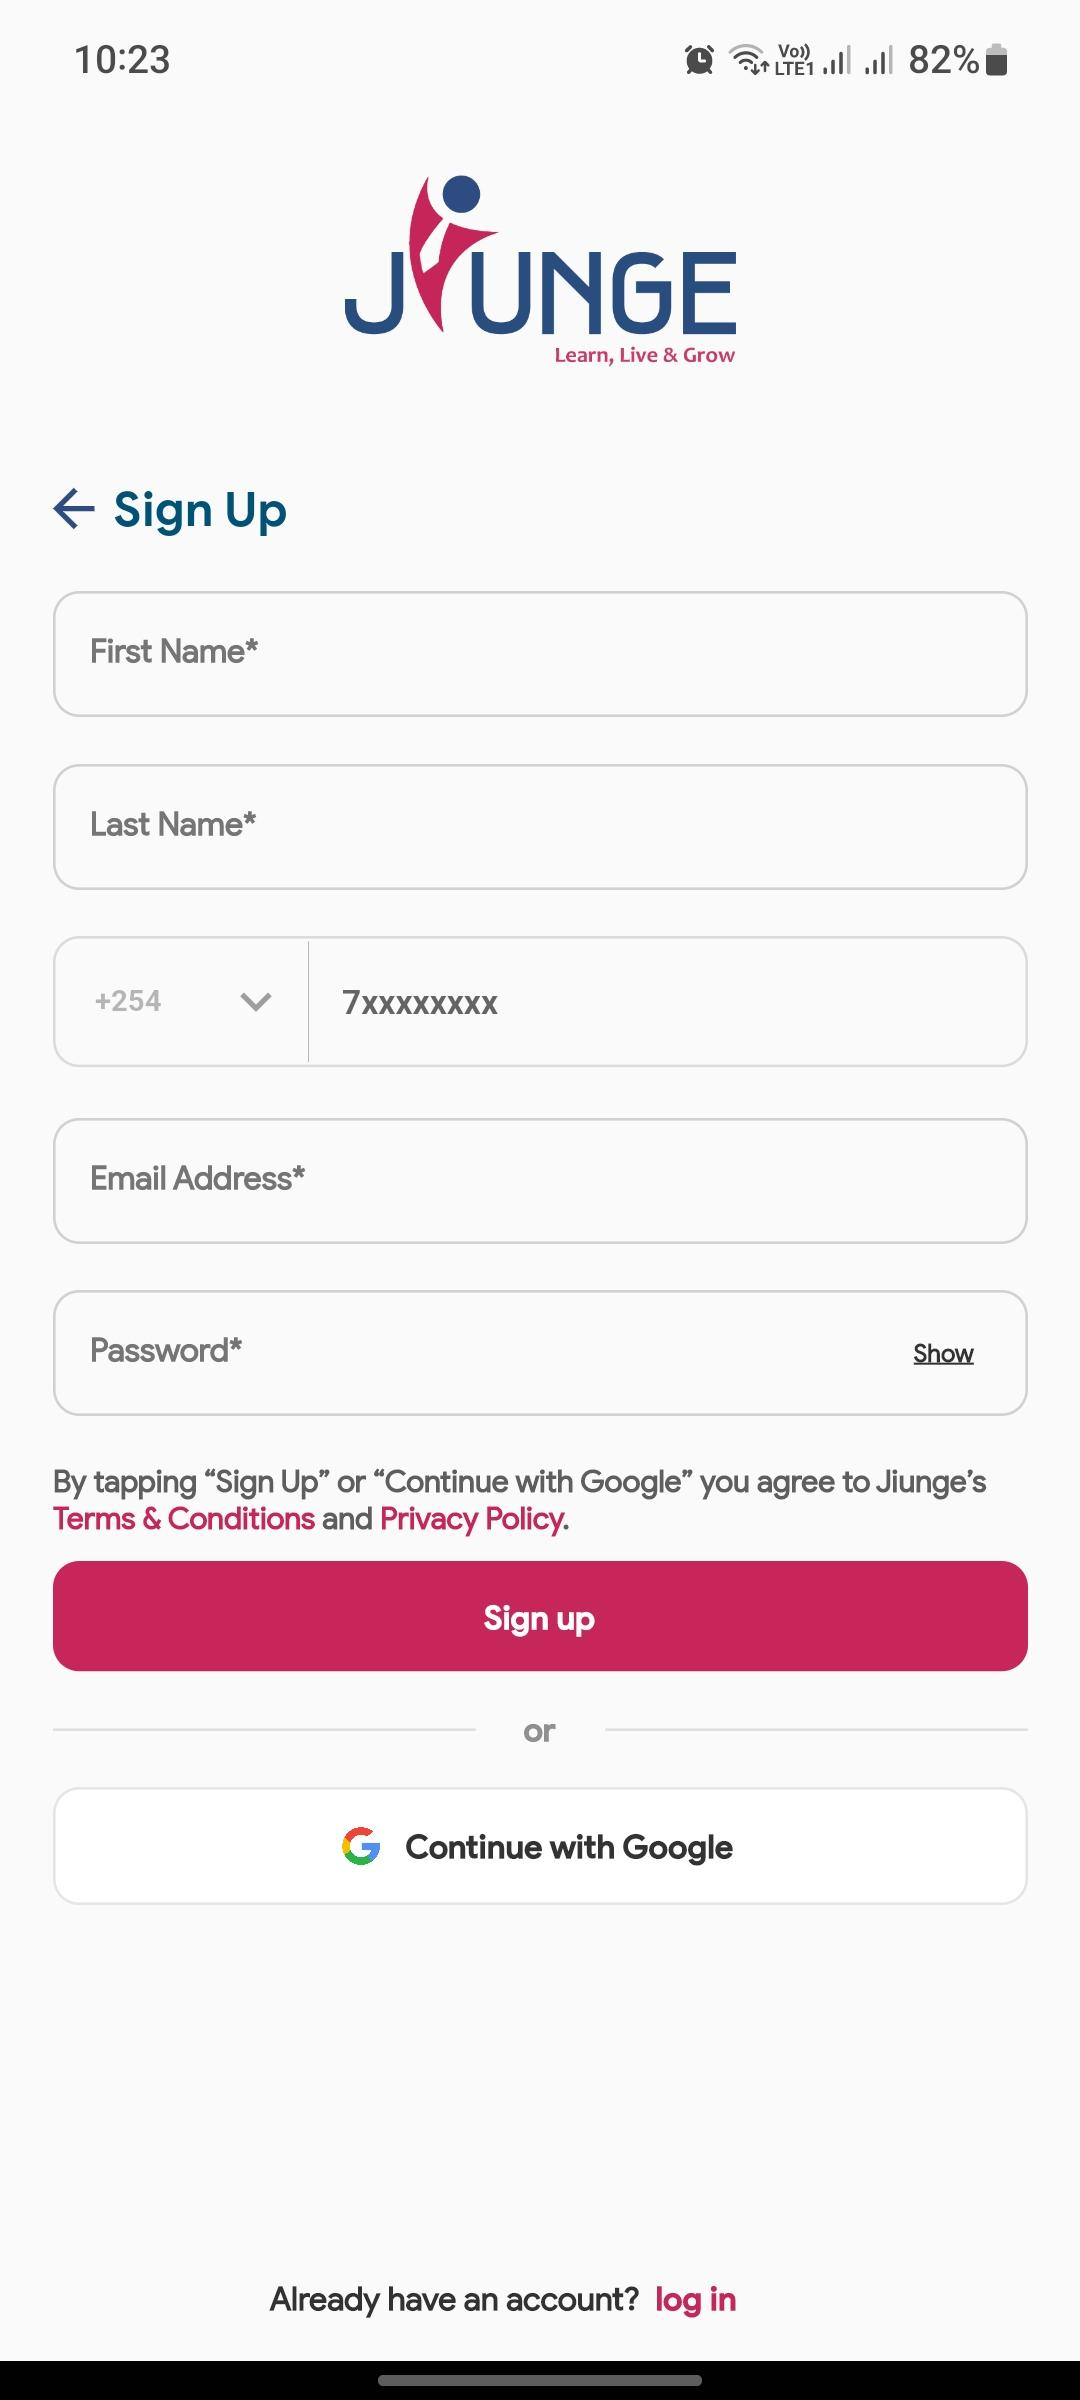 10:23
Vo)) LTE1 82%
JIUNGE
Learn, Live & Grow
Sign Up
First Name*
Last Name*
+254 7xxxxxxxx
Email Address*
Password* Show
By tapping “Sign Up” or “Continue with Google” you agree to Jiunge’s
Terms & Conditions and Privacy Policy.
Sign up
or
Continue with Google
Already have an account? log in